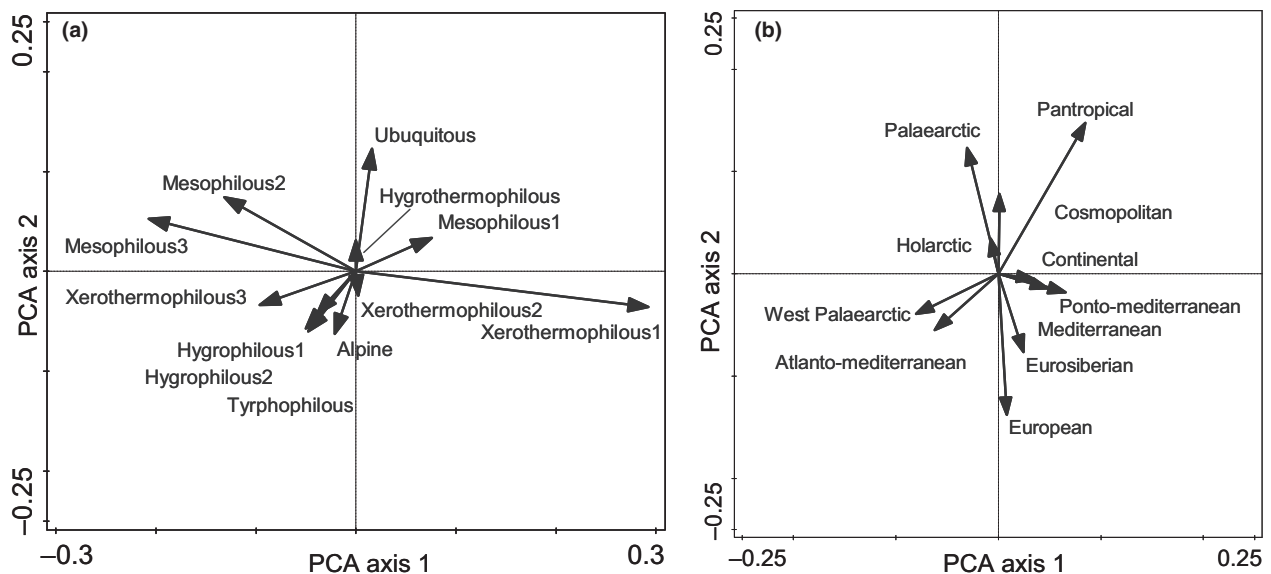 (a)
0.25
Ubuquitous
Mesophilous2
Hygrothermophilous
Mesophilous1
Mesophilous3
PCA axis 2
Xerothermophilous3
Xerothermophilous2
Xerothermophilous1
Hygrophilous1
Alpine
Hygrophilous2
Tyrphophilous
–0.25
–0.3
PCA axis 1
0.3
(b)
0.25
Pantropical
Palaearctic
Cosmopolitan
Holarctic
Continental
PCA axis 2
West Palaearctic
Ponto-mediterranean
Mediterranean
Atlanto-mediterranean
Eurosiberian
European
–0.25
–0.25
PCA axis 1
0.25